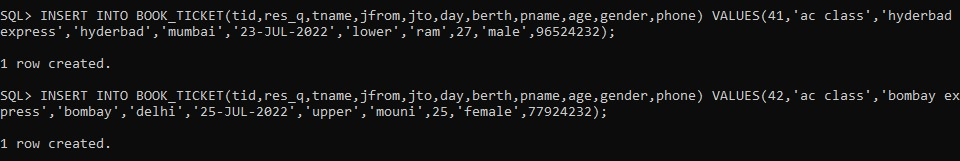 SQL> INSERT INTO BOOK_TICKET(tid,res_q,tname,jfrom,jto,day,berth,pname,age,gender,phone) VALUES(41,'ac class','hyderbad
express','hyderbad','mumbai','23-JUL-2022','lower','ram',27,'male',96524232);
1 row created.
SQL> INSERT INTO BOOK_TICKET(tid,res_q,tname,jfrom,jto,day,berth,pname,age,gender,phone) VALUES(42,'ac class','bombay ex
press','bombay','delhi','25-JUL-2022','upper','mouni',25,'female',77924232);
1 row created.